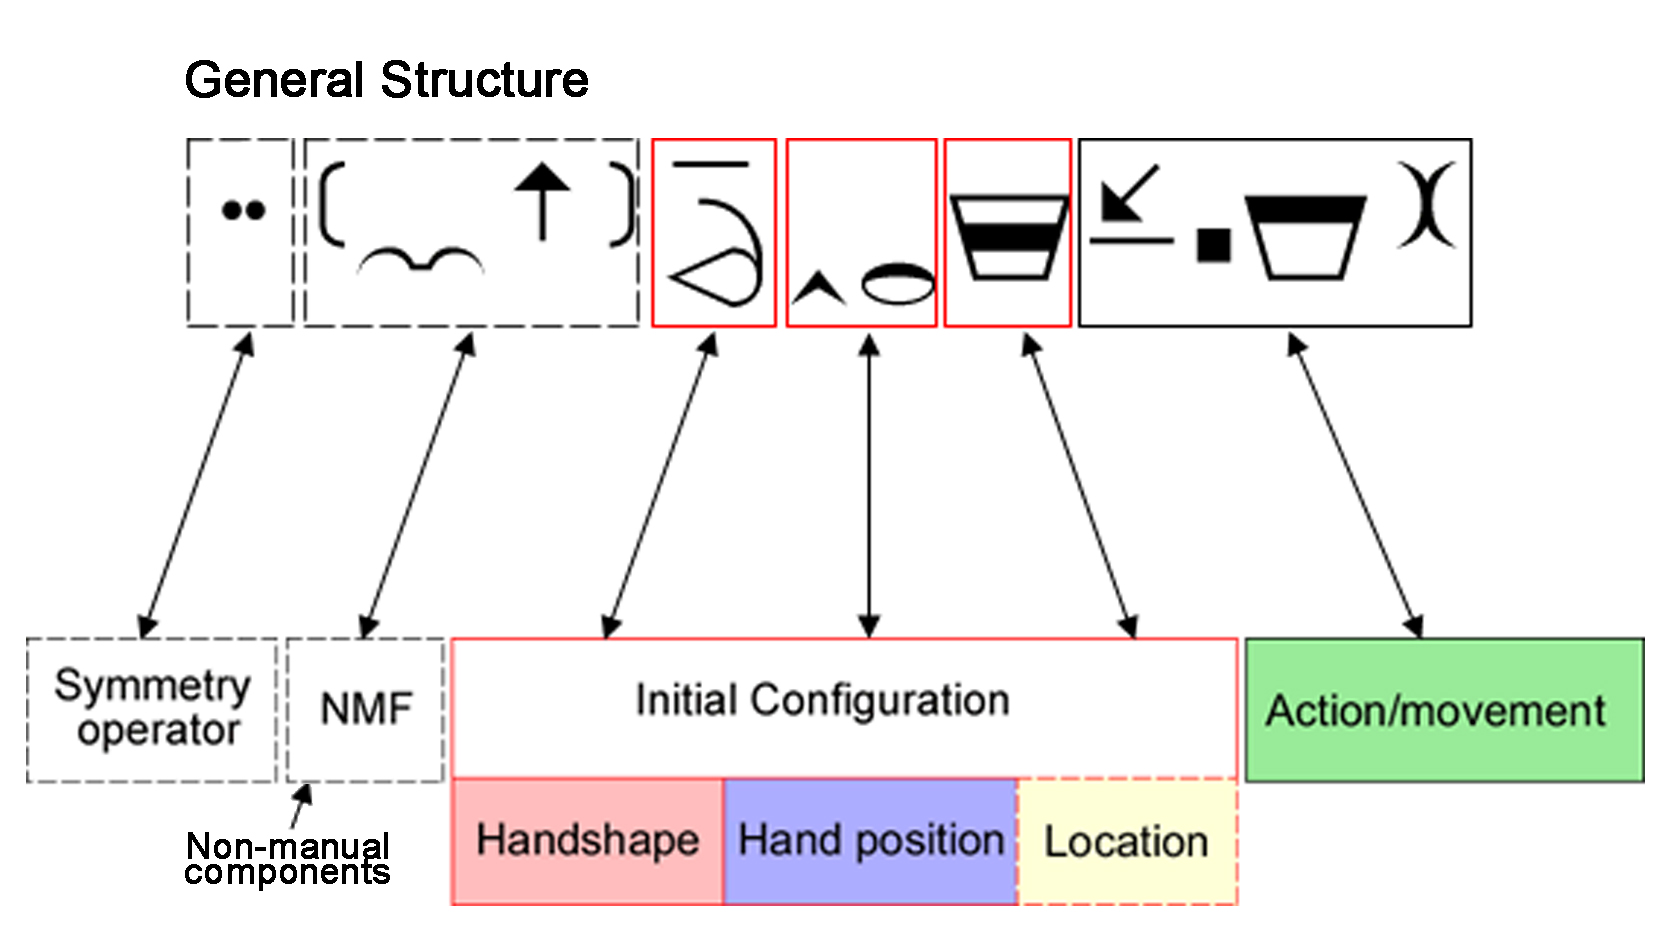 General Structure
Symmetry
operator
NMF
Initial Configuration
Action/movement
Handshape
Hand position
Location
Non-manual
components